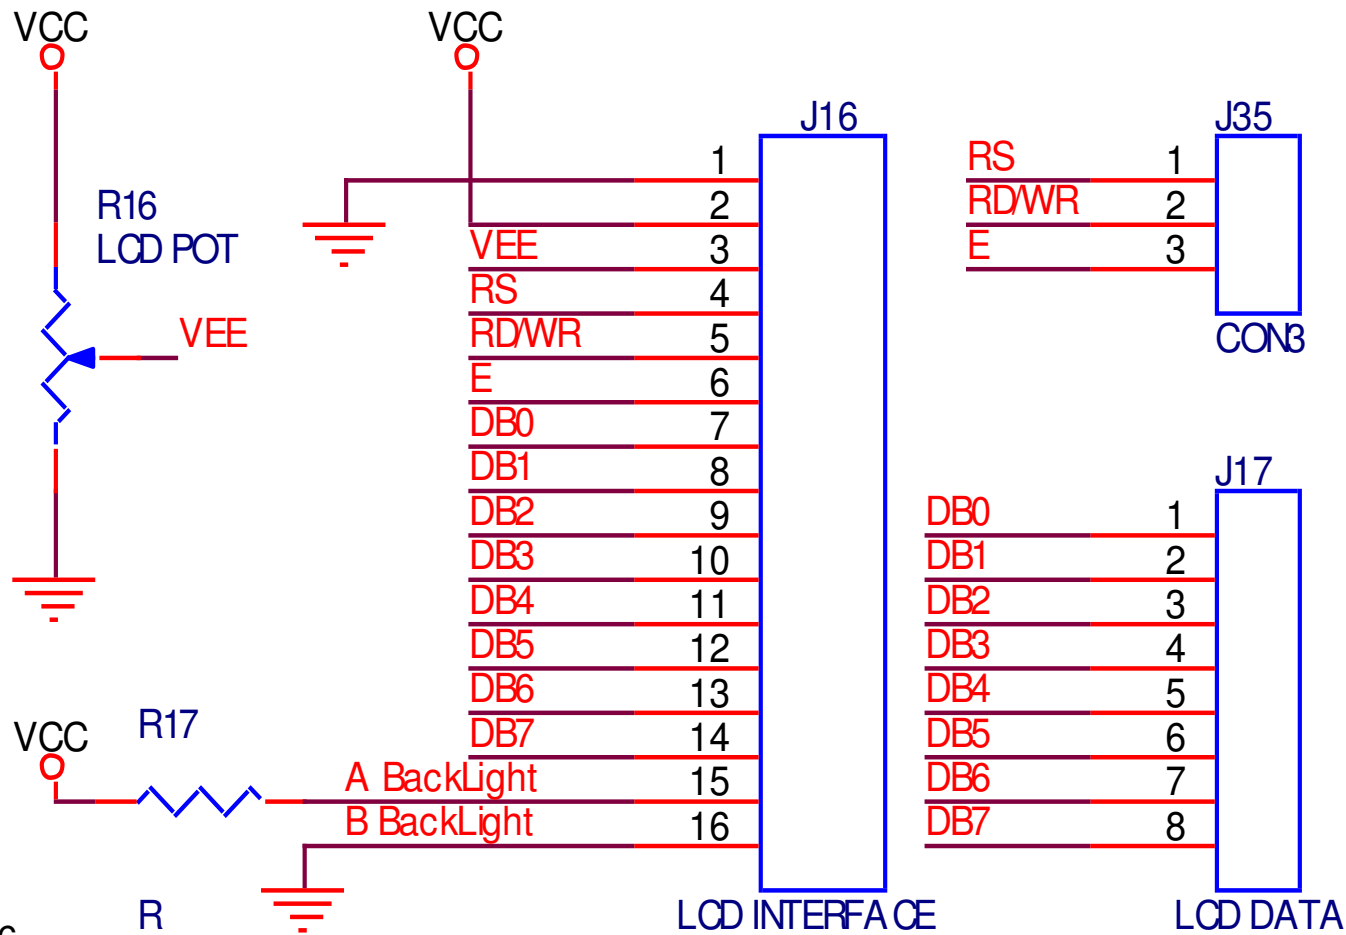 VCC
VCC
R16
LCD POT
VEE
J16
1
2
VEE 3
RS 4
RD/WR 5
E 6
DB0 7
DB1 8
DB2 9
DB3 10
DB4 11
DB5 12
DB6 13
DB7 14
A BackLight 15
B BackLight 16
LCD INTERFACE
VCC
R17
R
J35
RS 1
RD/WR 2
E 3
CON3
J17
DB0 1
DB1 2
DB2 3
DB3 4
DB4 5
DB5 6
DB6 7
DB7 8
LCD DATA